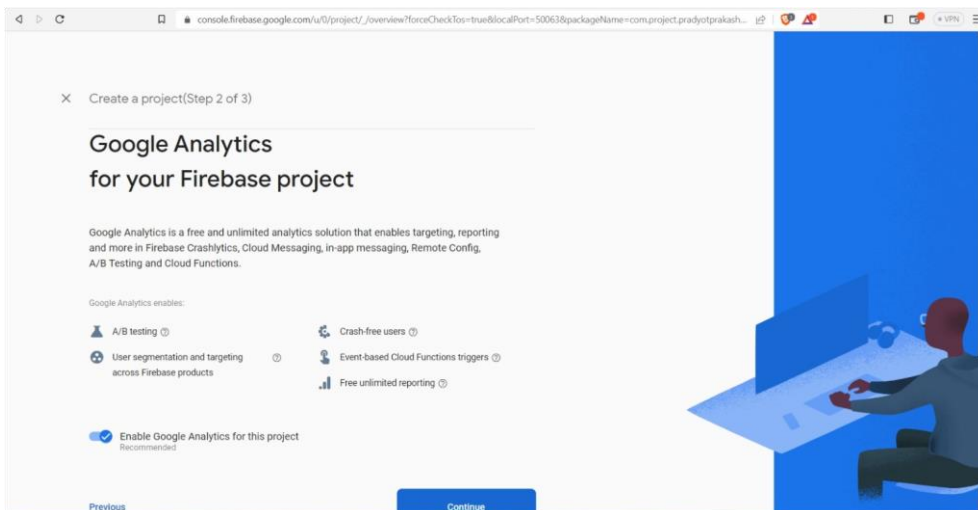 console.firebase.google.com/u/0/project/_/overview?forceCheckTos=true&localPort=50063&packageName=com.project.pradyotprakash...
VPN
Create a project(Step 2 of 3)
Google Analytics
for your Firebase project
Google Analytics is a free and unlimited analytics solution that enables targeting, reporting
and more in Firebase Crashlytics, Cloud Messaging, in-app messaging, Remote Config,
A/B Testing and Cloud Functions.
Google Analytics enables:
A/B testing
User segmentation and targeting
across Firebase products
Crash-free users
Event-based Cloud Functions triggers
Free unlimited reporting
Enable Google Analytics for this project
Recommended
Previous
Continue